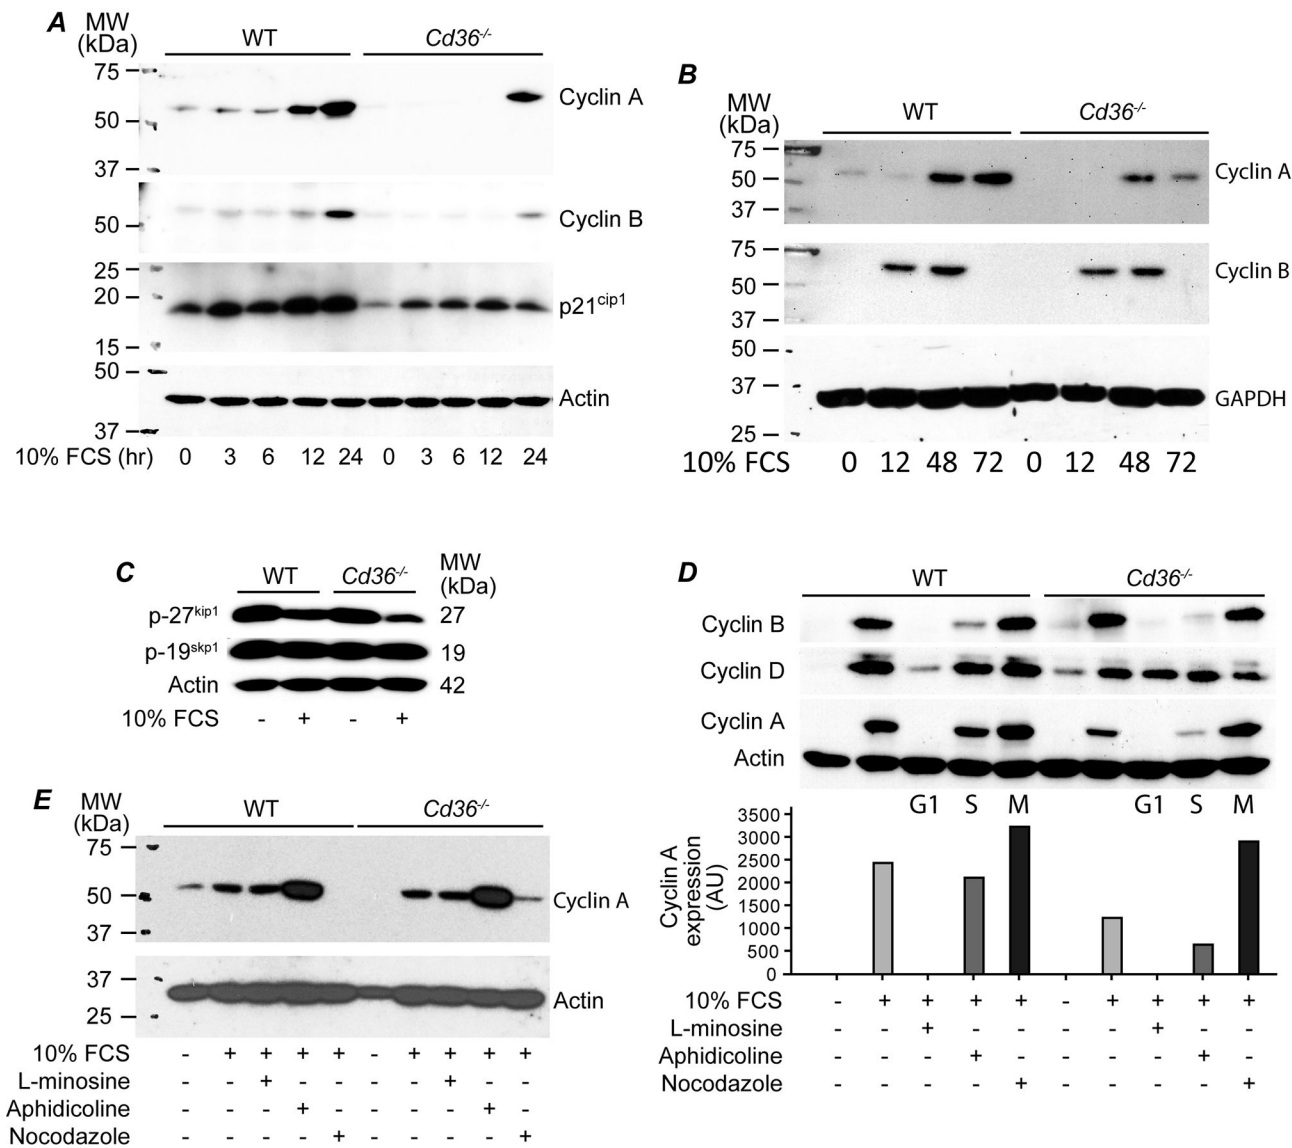 A
MW
(kDa)
WT
Cd36-/-
75
50
37
Cyclin A
50
Cyclin B
25
20
15
p21cip1
50
37
Actin
10% FCS (hr) 0 3 6 12 24 0 3 6 12 24
B
MW
(kDa)
WT
Cd36-/-
75
50
37
Cyclin A
75
50
37
Cyclin B
50
37
25
GAPDH
10% FCS 0 12 48 72 0 12 48 72
C
WT
Cd36-/-
MW
(kDa)
p-27kip1 27
p-19skp1 19
Actin 42
10% FCS - + - +
D
WT
Cd36-/-
Cyclin B
Cyclin D
Cyclin A
Actin
G1 S M G1 S M
Cyclin A
expression
(AU)
3500
3000
2500
2000
1500
1000
500
0
10% FCS - + + + + - + + + +
L-minosine - - + - - - - + - -
Aphidicoline - - - + - - - - + -
Nocodazole - - - - + - - - - +
E
MW
(kDa)
WT
Cd36-/-
75
50
37
Cyclin A
37
25
Actin
10% FCS - + + + + - + + + +
L-minosine - - + - - - - + - -
Aphidicoline - - - + - - - - + -
Nocodazole - - - - + - - - - +